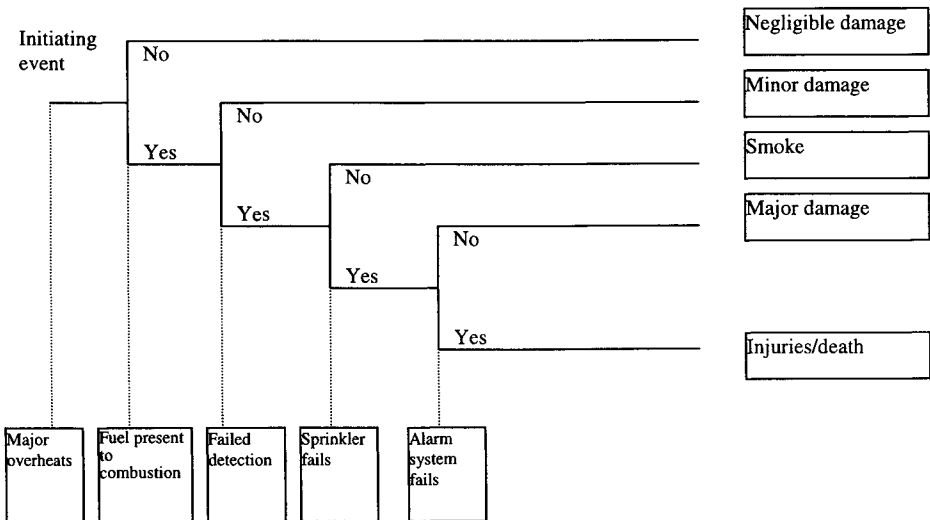 Initiating
event
No
Negligible damage
No
Minor damage
Yes
No
Smoke
Yes
No
Major damage
Yes
Yes
Injuries/death
Major
overheats
Fuel present
to
combustion
Failed
detection
Sprinkler
fails
Alarm
system
fails